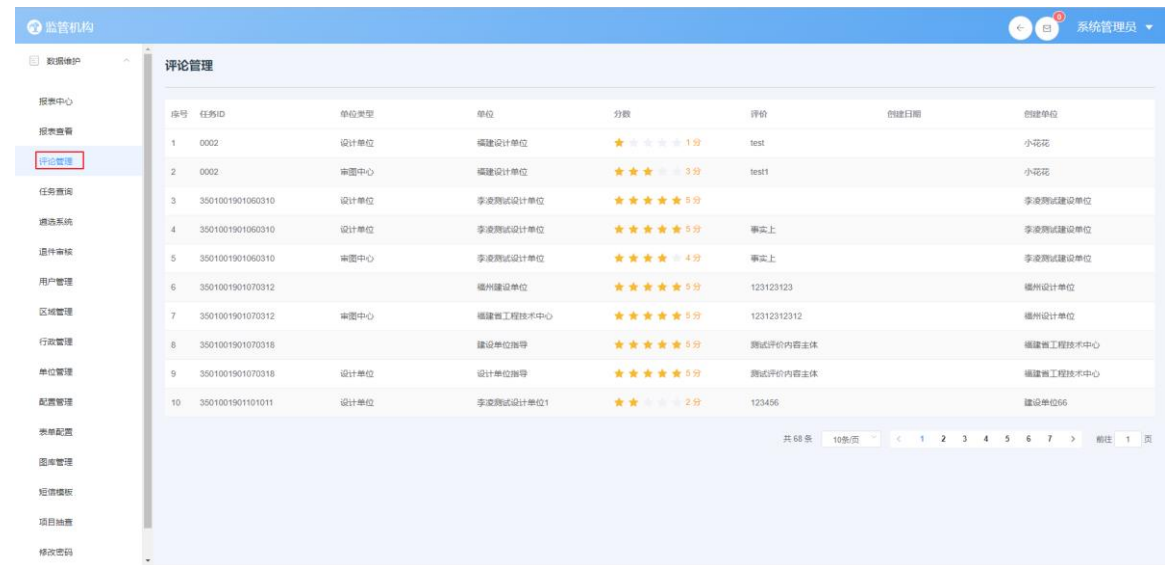 监管机构
0
系统管理员
数据维护
评论管理
报表中心
报表查看
评论管理
任务查询
遴选系统
退件审核
用户管理
区域管理
行政管理
单位管理
配置管理
表单配置
图库管理
短信模板
项目抽查
修改密码
序号 任务ID 单位类型 单位 分数 评价 创建日期 创建单位
1 0002 设计单位 福建设计单位 1分 test 小花花
2 0002 审图中心 福建设计单位 3分 test1 小花花
3 3501001901060310 设计单位 李凌测试设计单位 5分 李凌测试建设单位
4 3501001901060310 设计单位 李凌测试设计单位 5分 事实上 李凌测试建设单位
5 3501001901060310 审图中心 李凌测试设计单位 4分 事实上 李凌测试建设单位
6 3501001901070312 福州建设单位 5分 123123123 福州设计单位
7 3501001901070312 审图中心 福建省工程技术中心 5分 12312312312 福州设计单位
8 3501001901070318 建设单位指导 5分 测试评价内容主体 福建省工程技术中心
9 3501001901070318 设计单位 设计单位指导 5分 测试评价内容主体 福建省工程技术中心
10 3501001901101011 设计单位 李凌测试设计单位1 2分 123456 建设单位66
共 68 条 10条/页 < 1 2 3 4 5 6 7 > 前往 1 页